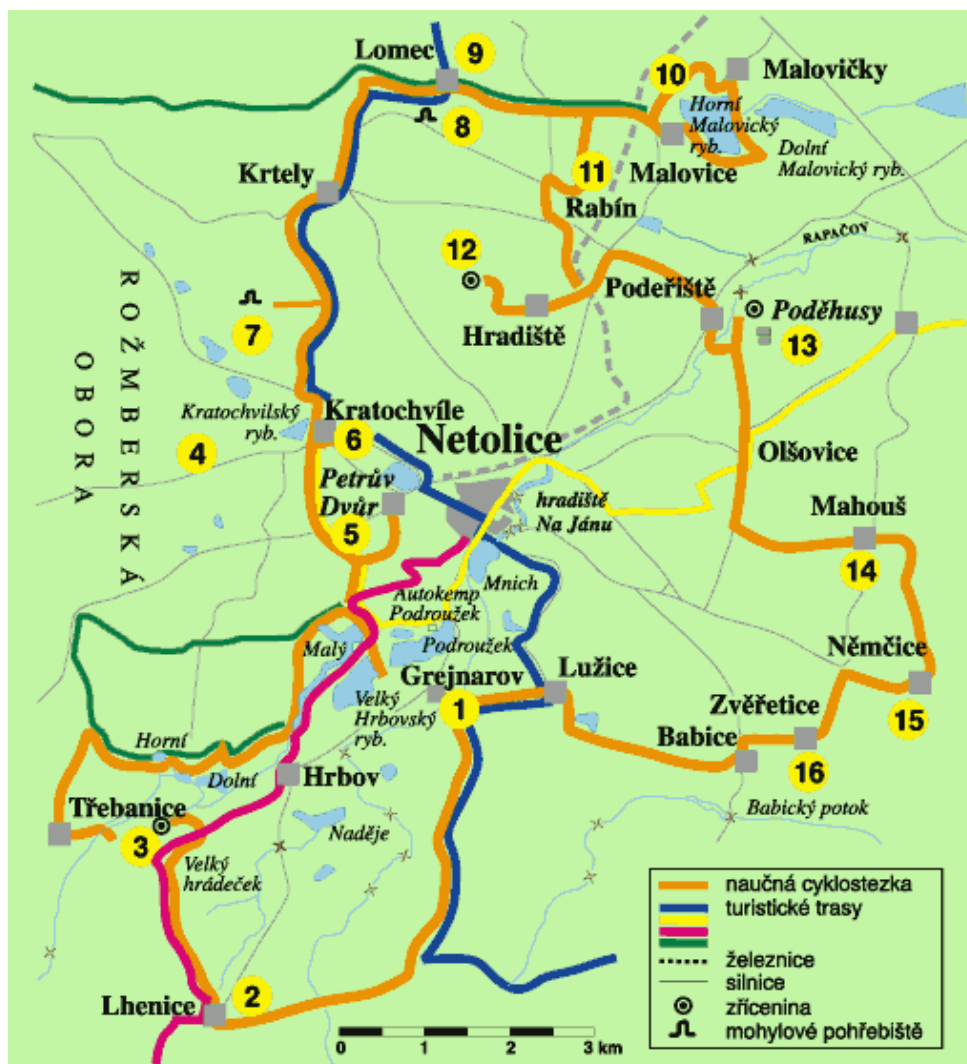 Lomec
9
10
Malovičky
8
Horní
Malovický
ryb.
Dolní
Malovický ryb.
11
Malovice
Krtely
Rabín
RAPAČOV
12
Podeřiště
Poděhusy
Hradiště
13
7
ROŽMBERSKÁ
OBORA
Kratochvilský
ryb.
Kratochvíle
6
Netolice
4
Olšovice
Petrův
Dvůr
hradiště
Na Jánu
Mahouš
5
14
Mnich
Autokemp
Podroužek
Malý
Podroužek
Němčice
Grejnarov
Lužice
1
Velký
Hrbovský
ryb.
Zvěřetice
15
Babice
Horní
16
Dolní
Hrbov
Třebanice
Babický potok
3
Naděje
Velký
hrádeček
naučná cyklostezka
turistické trasy
železnice
silnice
zřícenina
mohylové pohřebiště
Lhenice
2
0 1 2 3 km